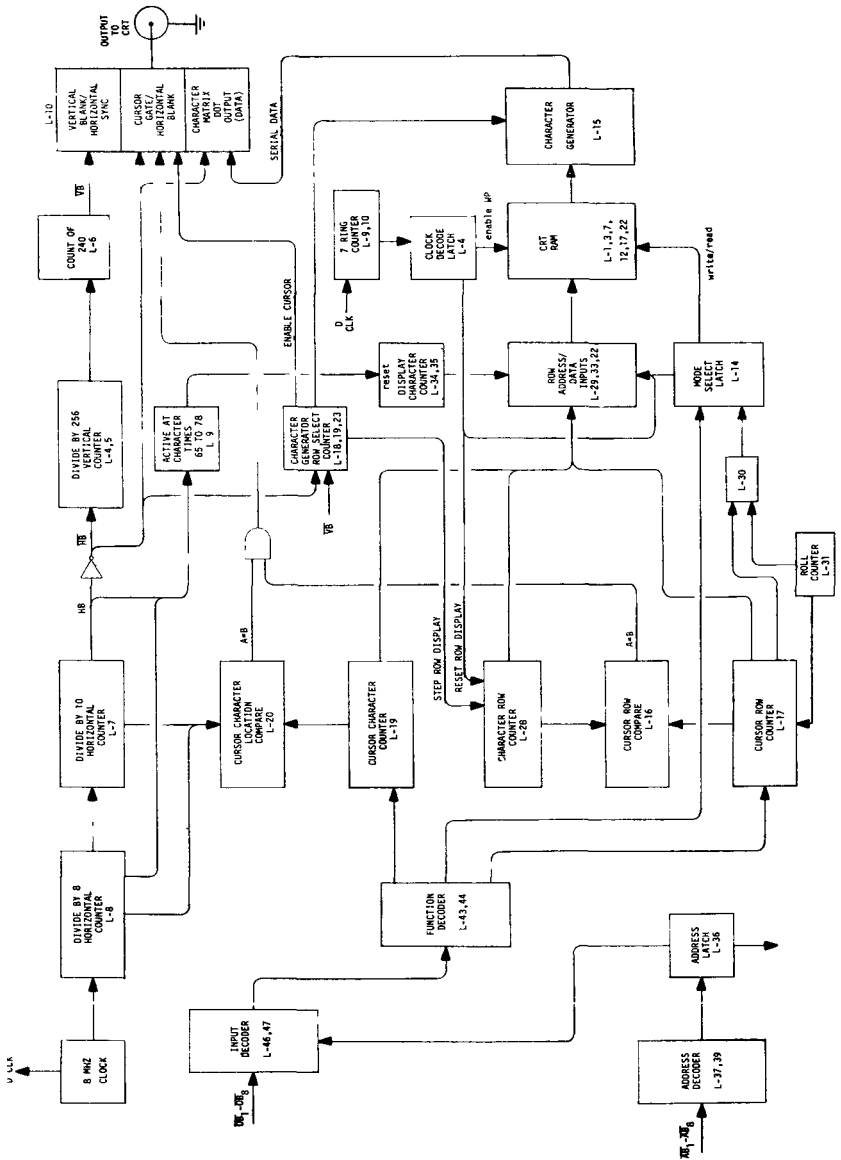 D CLK
8 MHZ
CLOCK
DIVIDE BY 8
HORIZONTAL
COUNTER
L-8
DIVIDE BY 10
HORIZONTAL
COUNTER
L-7
HB
HB
DIVIDE BY 256
VERTICAL
COUNTER
L-4,5
COUNT OF
240
L-6
VB
L-10
VERTICAL
BLANK/
HORIZONTAL
SYNC
CURSOR
GATE/
HORIZONTAL
BLANK
CHARACTER
MATRIX
DOT
OUTPUT
(DATA)
OUTPUT
TO
CRT
ACTIVE AT
CHARACTER
TIMES
65 TO 78
L 9
ENABLE CURSOR
SERIAL DATA
CURSOR CHARACTER
LOCATION
COMPARE
L-20
A=B
CHARACTER
GENERATOR
ROW SELECT
COUNTER
L-18,19,23
VB
reset
DISPLAY
CHARACTER
COUNTER
L-34,35
D
CLK
7 RING
COUNTER
L-9,10
CLOCK
DECODE
LATCH
L-4
enable WP
CHARACTER
GENERATOR
L-15
INPUT
DECODER
L-46,47
DB1-DB8
CURSOR CHARACTER
COUNTER
L-19
STEP ROW DISPLAY
RESET ROW DISPLAY
ROW
ADDRESS/
DATA
INPUTS
L-29,33,22
CRT
RAM
L-1,3,7,
12,17,22
FUNCTION
DECODER
L-43,44
CHARACTER ROW
COUNTER
L-28
CURSOR ROW
COMPARE
L-16
A=B
write/read
MODE
SELECT
LATCH
L-14
L-30
ADDRESS
LATCH
L-36
CURSOR ROW
COUNTER
L-17
ROLL
COUNTER
L-31
ADDRESS
DECODER
L-37,39
AB1-AB8